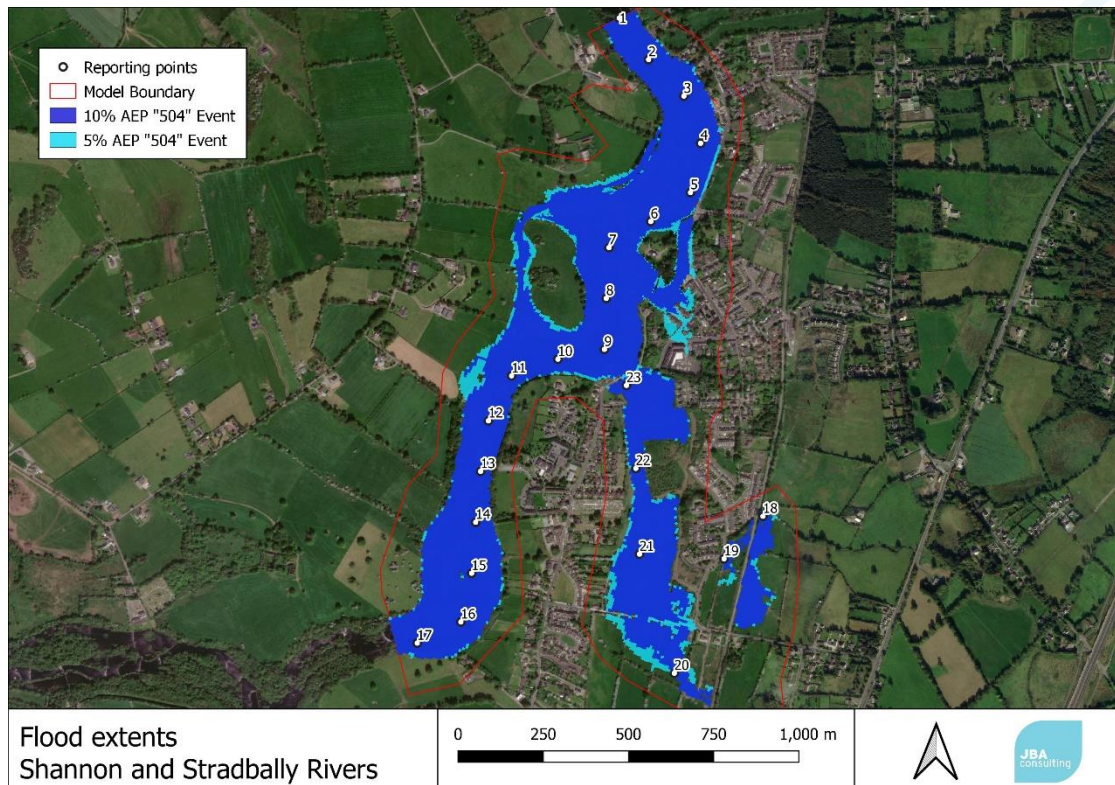 Reporting points
Model Boundary
10% AEP "504" Event
5% AEP "504" Event
1
2
3
4
5
6
7
8
9
10
11
12
13
14
15
16
17
18
19
20
21
22
23
Flood extents
Shannon and Stradbally Rivers
0 250 500 750 1,000 m
JBA
consulting